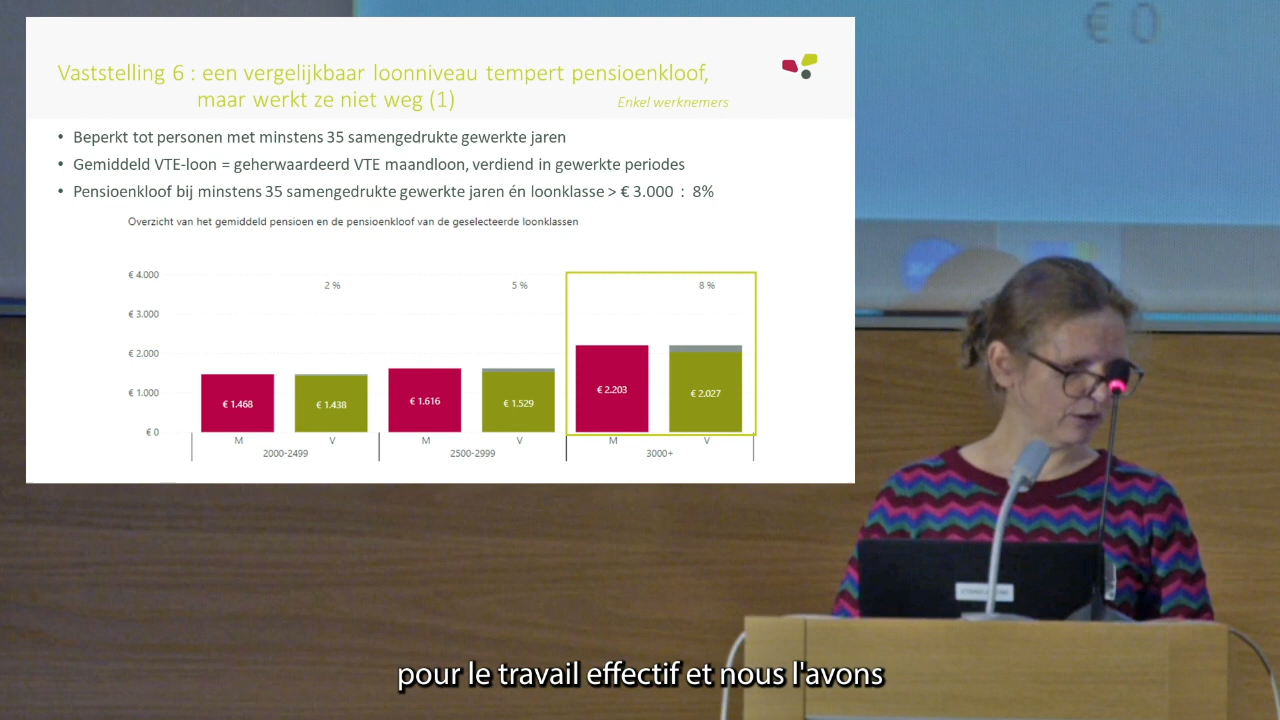 € 0
Vaststelling 6 : een vergelijkbaar loonniveau tempert pensioenkloof,
maar werkt ze niet weg (1)
Enkel werknemers
• Beperkt tot personen met minstens 35 samengedrukte gewerkte jaren
• Gemiddeld VTE-loon = geherwaardeerd VTE maandloon, verdiend in gewerkte periodes
• Pensioenkloof bij minstens 35 samengedrukte gewerkte jaren én loonklasse > € 3.000 : 8%
Overzicht van het gemiddeld pensioen en de pensioenkloof van de geselecteerde loonklassen
€ 4.000
2 % 5 % 8 %
€ 3.000
€ 2.000
€ 1.000
€ 1.468 € 1.438 € 1.616 € 1.529 € 2.203 € 2.027
€ 0
M V M V M V
2000-2499 2500-2999 3000+
pour le travail effectif et nous l'avons